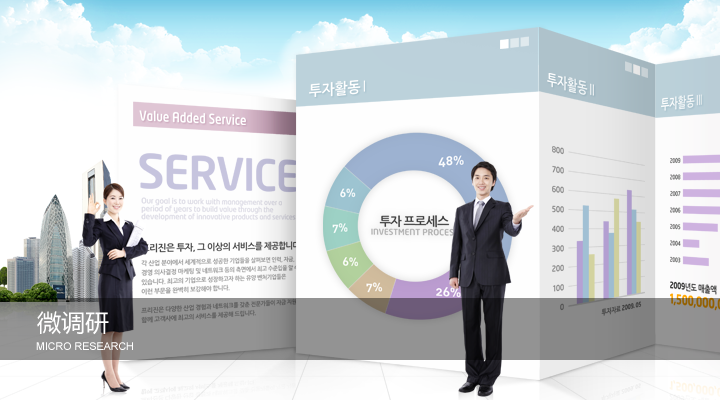 Value Added Service
SERVICE
Our goal is to work with management over a
period of years to build value through the
development of innovative products and services
프리진은 투자, 그 이상의 서비스를 제공합니다
투자활동 I
48%
6%
7%
6%
7%
26%
투자 프로세스
INVESTMENT PROCESS
투자활동 II
800
700
600
500
400
300
200
100
0
투자자료 2009.05
투자활동 III
2009
2008
2007
2006
2005
2004
2003
2009년도 매출액
1,500,000,0
微调研
MICRO RESEARCH